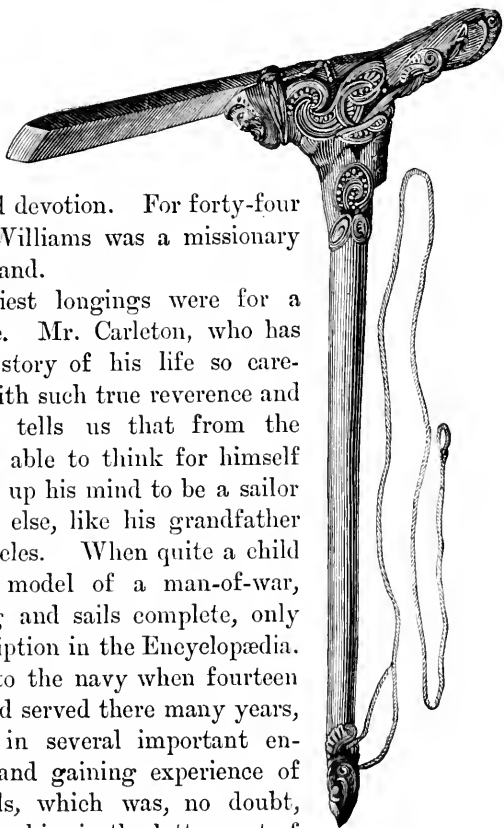 devotion. For forty-four
Williams was a missionary
and.
iest longings were for a
Mr. Carleton, who has
story of his life so care-
ith such true reverence and
tells us that from the
able to think for himself
up his mind to be a sailor
else, like his grandfather
cles. When quite a child
model of a man-of-war,
and sails complete, only
iption in the Encyclopædia.
to the navy when fourteen
d served there many years,
in several important en-
and gaining experience of
ls, which was, no doubt,